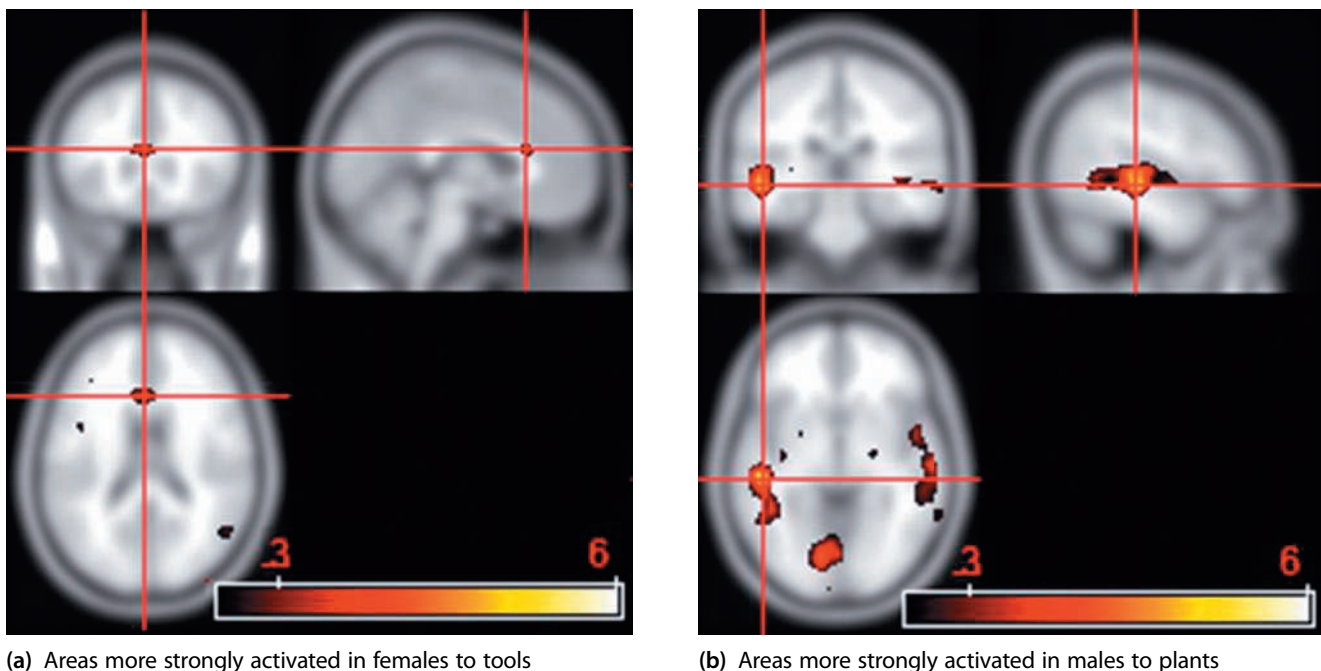 3 6
3 6
(a) Areas more strongly activated in females to tools
(b) Areas more strongly activated in males to plants